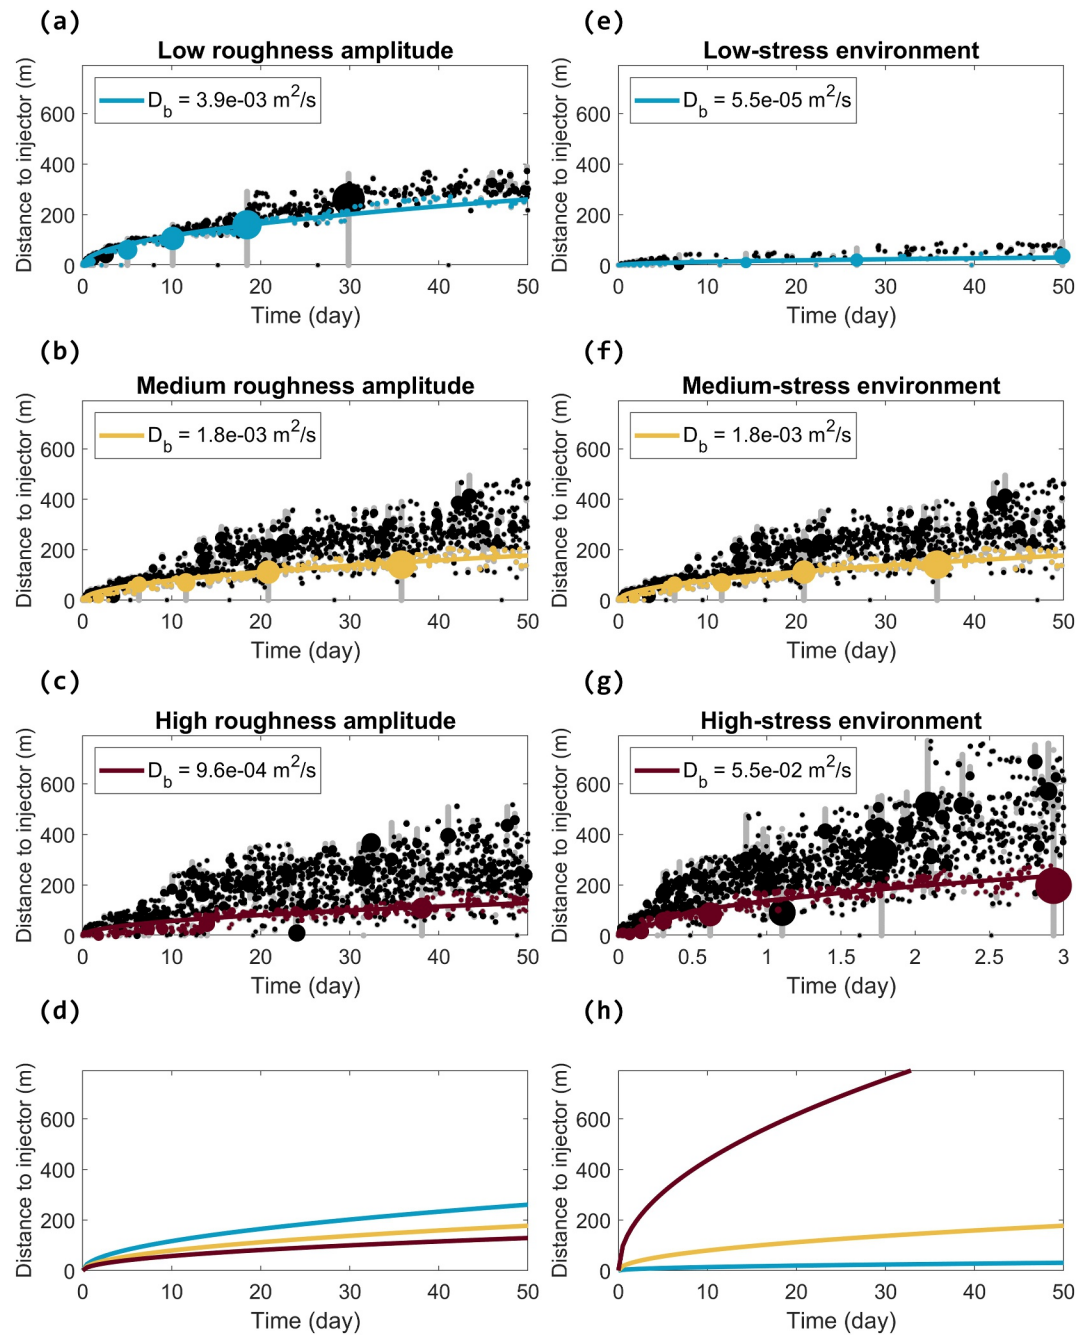 (a)
Low roughness amplitude
D_b = 3.9e-03 m²/s
Distance to injector (m)
600
400
200
0
0 10 20 30 40 50
Time (day)
(e)
Low-stress environment
D_b = 5.5e-05 m²/s
Distance to injector (m)
600
400
200
0
0 10 20 30 40 50
Time (day)
(b)
Medium roughness amplitude
D_b = 1.8e-03 m²/s
Distance to injector (m)
600
400
200
0
0 10 20 30 40 50
Time (day)
(f)
Medium-stress environment
D_b = 1.8e-03 m²/s
Distance to injector (m)
600
400
200
0
0 10 20 30 40 50
Time (day)
(c)
High roughness amplitude
D_b = 9.6e-04 m²/s
Distance to injector (m)
600
400
200
0
0 10 20 30 40 50
Time (day)
(g)
High-stress environment
D_b = 5.5e-02 m²/s
Distance to injector (m)
600
400
200
0
0.5 1 1.5 2 2.5 3
Time (day)
(d)
Distance to injector (m)
600
400
200
0
0 10 20 30 40 50
Time (day)
(h)
Distance to injector (m)
600
400
200
0
0 10 20 30 40 50
Time (day)